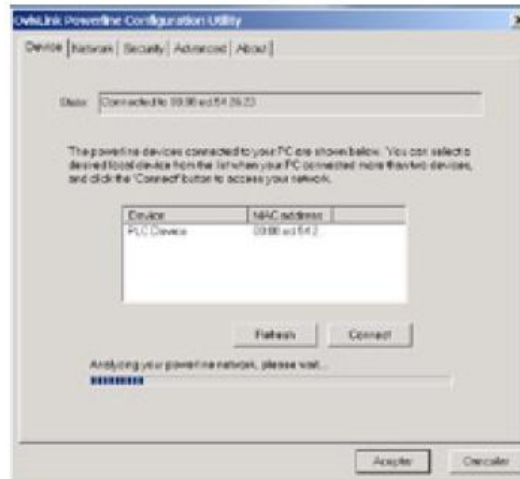 OvisLink Powerline Configuration Utility
Device Network Security Advanced About
State: Connected to
The powerline devices connected to your PC are shown below. You can select a
desired local device from the list when your PC connected more than two devices,
and click the 'Connect' button to access your network.
Device MAC address
PLC Device
Refresh Connect
Analyzing your powerline network, please wait...
Aceptar Cancelar